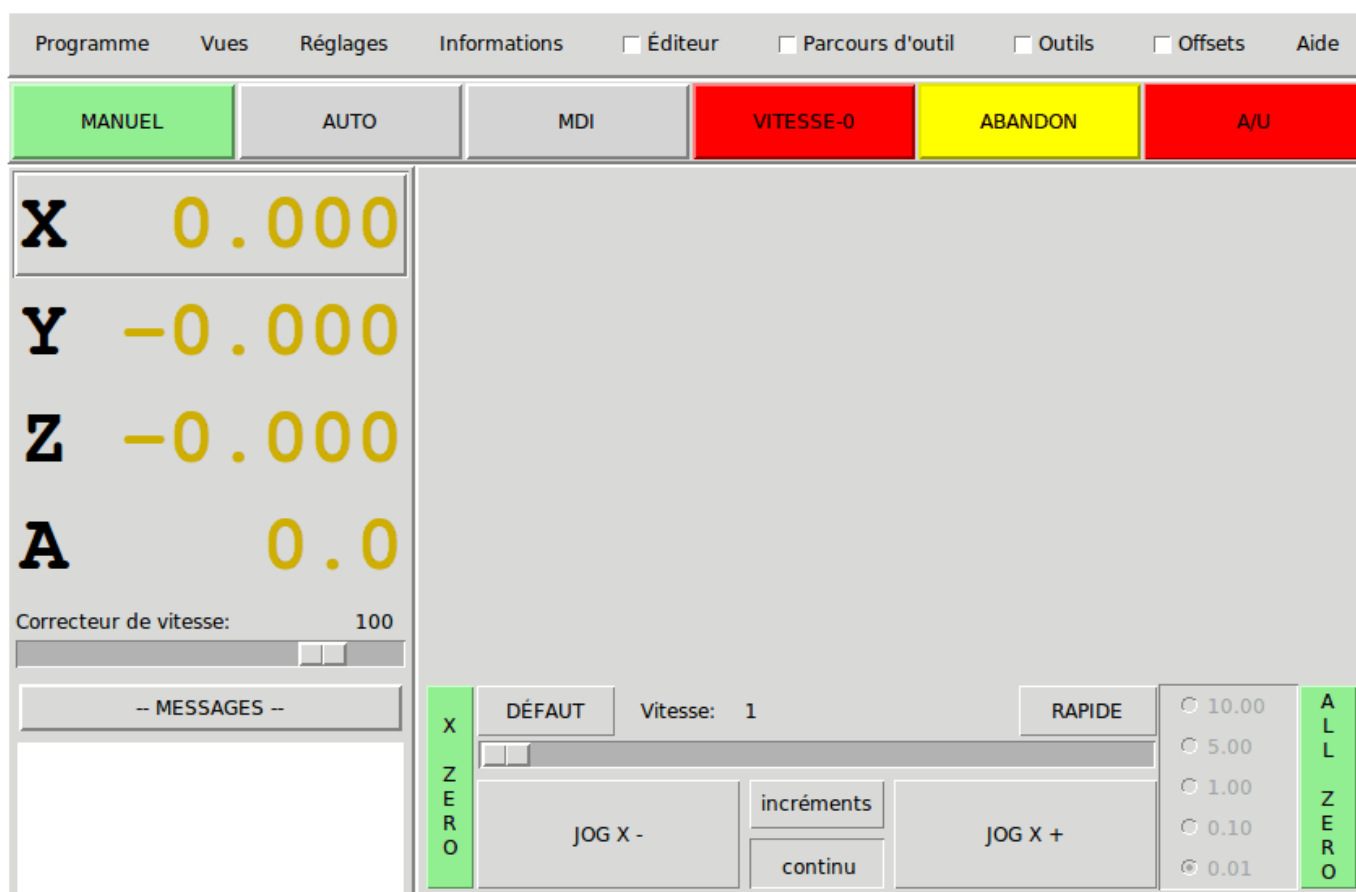 Programme Vues Réglages Informations Éditeur Parcours d'outil Outils Offsets Aide
MANUEL AUTO MDI VITESSE-0 ABANDON A/U
X 0.000
Y -0.000
Z -0.000
A 0.0
Correcteur de vitesse: 100
-- MESSAGES --
X ZERO
DÉFAUT Vitesse: 1 RAPIDE
JOG X -
incréments
continu
JOG X +
10.00
5.00
1.00
0.10
0.01
ALL ZERO